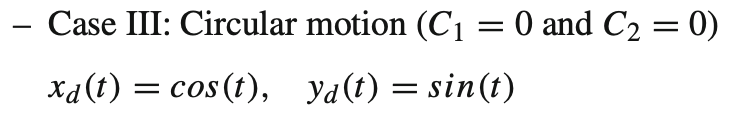 – Case III: Circular motion (C₁ = 0 and C₂ = 0)
x_d(t) = cos(t), y_d(t) = sin(t)